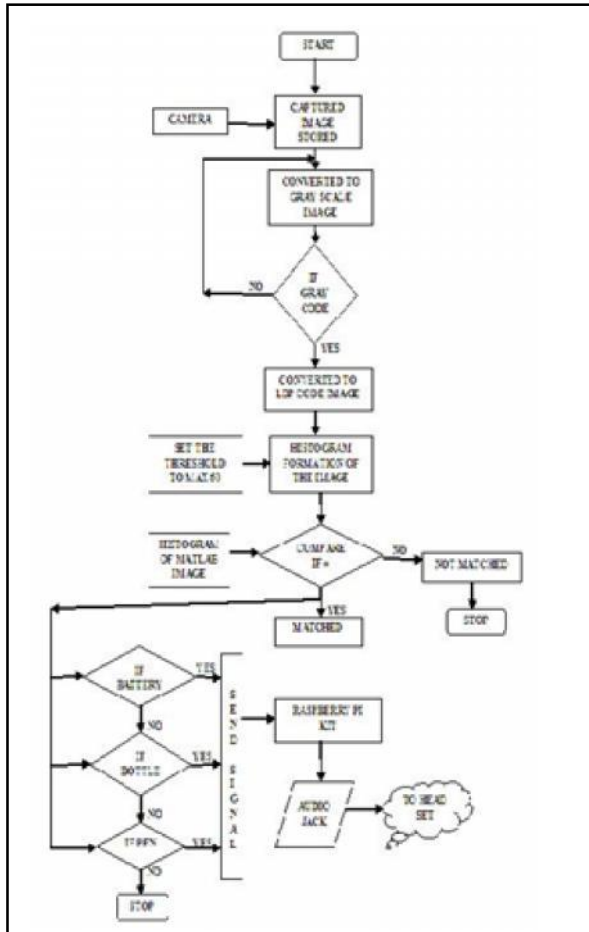 START
CAMERA
CAPTURED
IMAGE
STORED
CONVERTED TO
GRAY SCALE
IMAGE
IF
GRAY
CODE
NO
YES
CONVERTED TO
LBP CODE IMAGE
SET THE
THRESHOLD
TO MAX 60
HISTOGRAM
FORMATION OF
THE IMAGE
HISTOGRAM
OF MATLAB
IMAGE
COMPARE
IF =
NO
NOT MATCHED
YES
MATCHED
STOP
IF
BATTERY
YES
NO
IF
BOTTLE
YES
NO
IF PEN
YES
NO
STOP
SEND SIGNAL
RASPBERRY PI
KIT
AUDIO
JACK
TO HEAD
SET